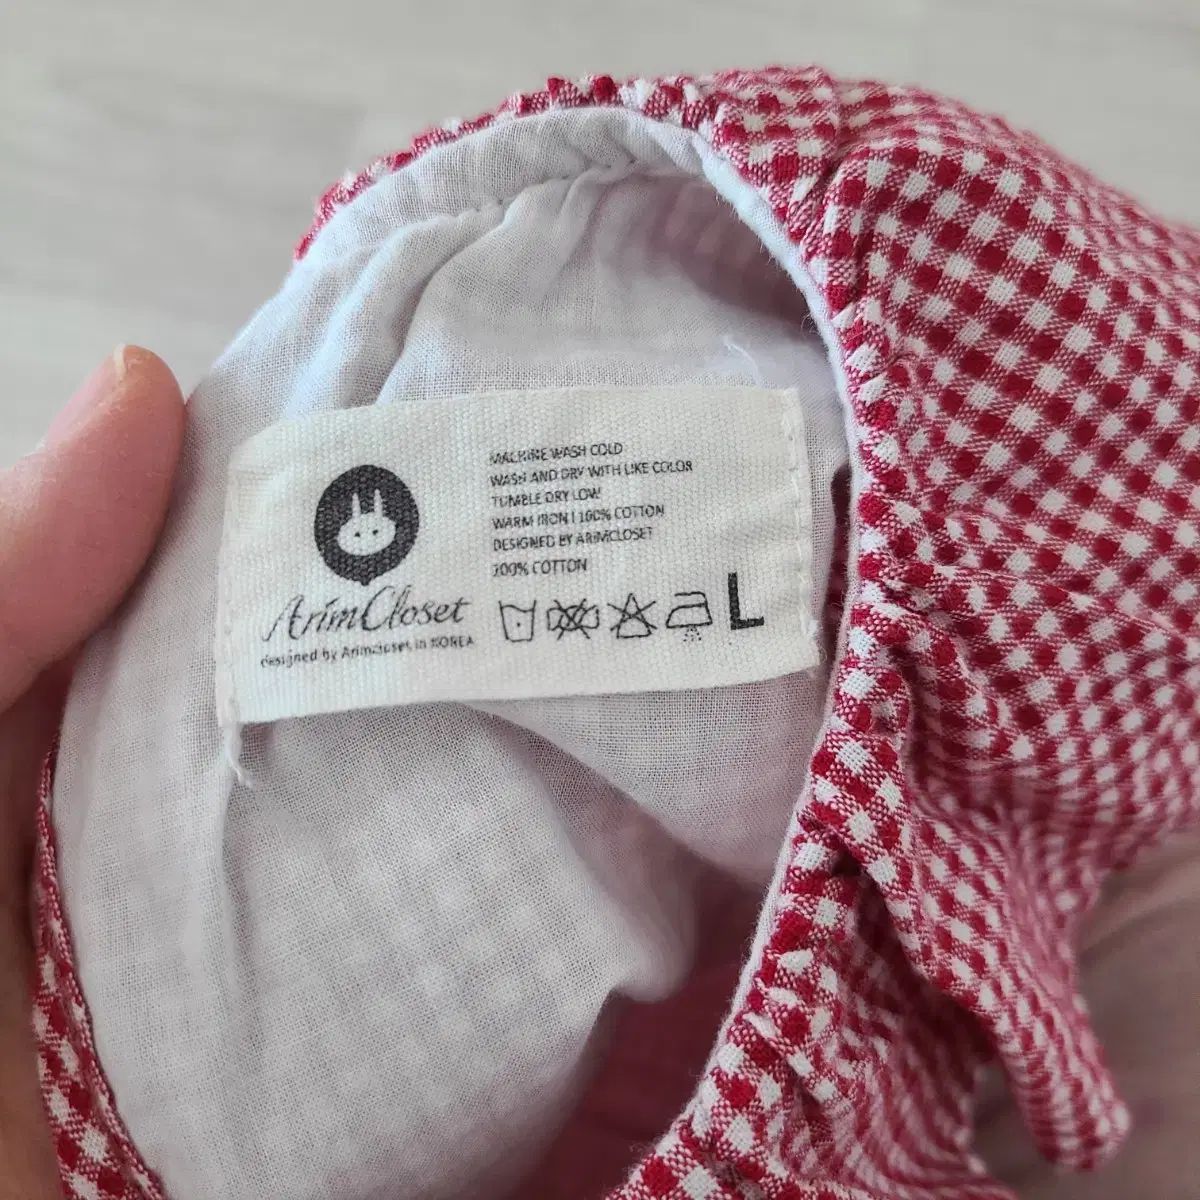 MACHINE WASH COLD
WASH AND DRY WITH LIKE COLOR
TUMBLE DRY LOW
WARM IRON | 100% COTTON
DESIGNED BY ARIMCLOSET
100% COTTON
ArimCloset
designed by Arimcloset in KOREA
L